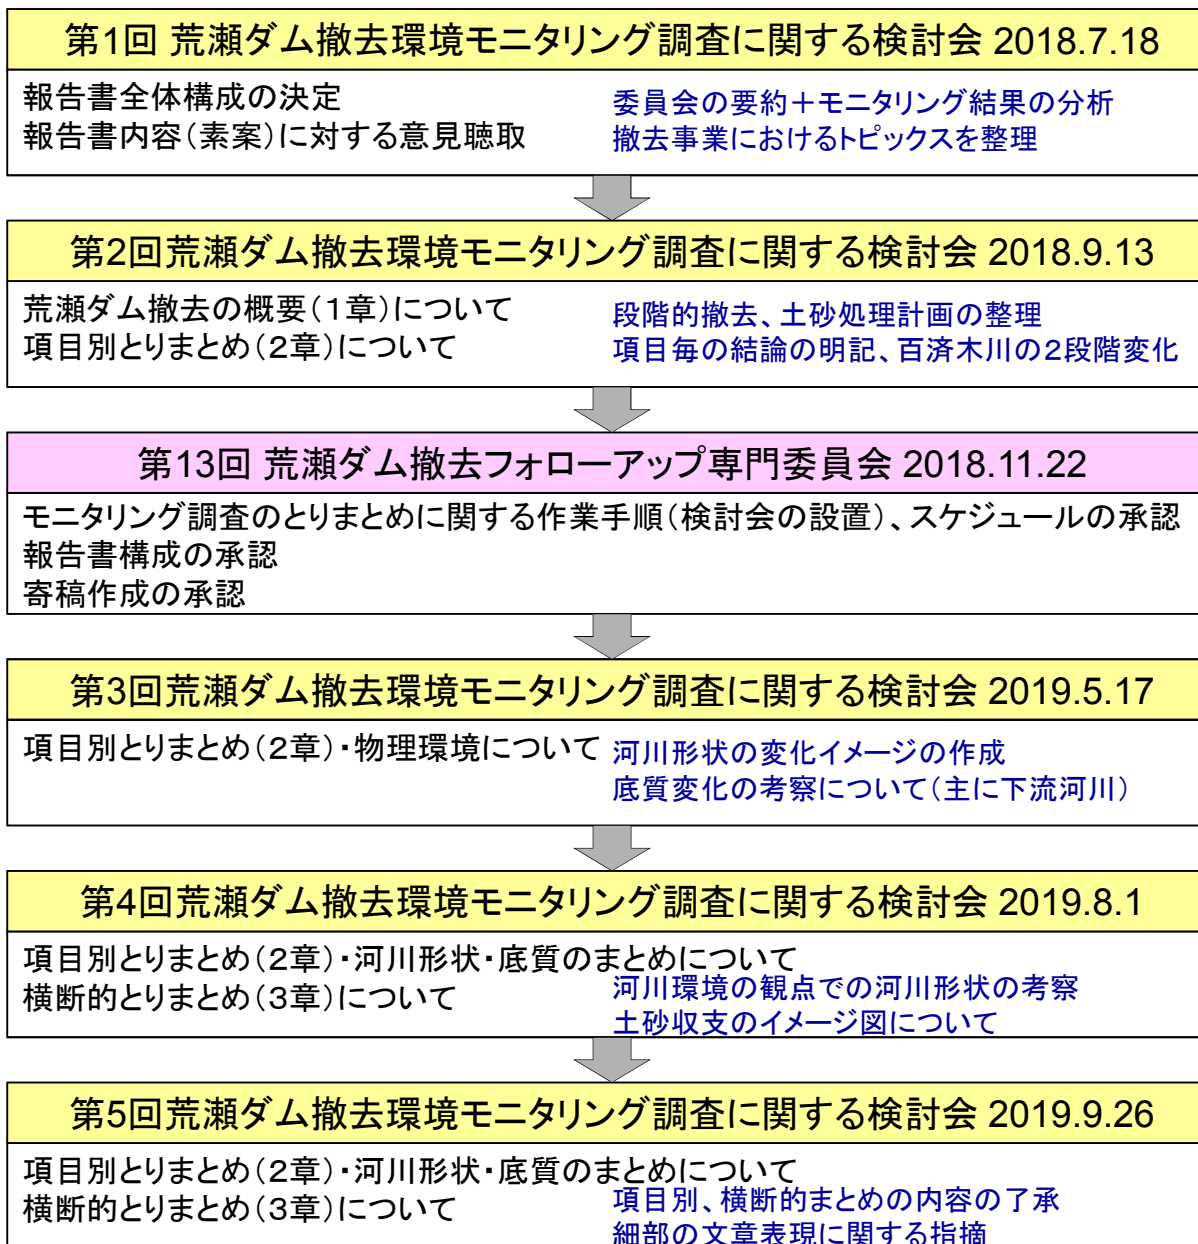 第1回 荒瀬ダム撤去環境モニタリング調査に関する検討会 2018.7.18
報告書全体構成の決定
報告書内容（素案）に対する意見聴取
委員会の要約＋モニタリング結果の分析
撤去事業におけるトピックスを整理
第2回荒瀬ダム撤去環境モニタリング調査に関する検討会 2018.9.13
荒瀬ダム撤去の概要（１章）について
項目別とりまとめ（２章）について
段階的撤去、土砂処理計画の整理
項目毎の結論の明記、百済木川の２段階変化
第13回 荒瀬ダム撤去フォローアップ専門委員会 2018.11.22
モニタリング調査のとりまとめに関する作業手順（検討会の設置）、スケジュールの承認
報告書構成の承認
寄稿作成の承認
第3回荒瀬ダム撤去環境モニタリング調査に関する検討会 2019.5.17
項目別とりまとめ（２章）・物理環境について
河川形状の変化イメージの作成
底質変化の考察について（主に下流河川）
第4回荒瀬ダム撤去環境モニタリング調査に関する検討会 2019.8.1
項目別とりまとめ（２章）・河川形状・底質のまとめについて
横断的とりまとめ（３章）について
河川環境の観点での河川形状の考察
土砂収支のイメージ図について
第5回荒瀬ダム撤去環境モニタリング調査に関する検討会 2019.9.26
項目別とりまとめ（２章）・河川形状・底質のまとめについて
横断的とりまとめ（３章）について
項目別、横断的まとめの内容の了承
細部の文章表現に関する指摘